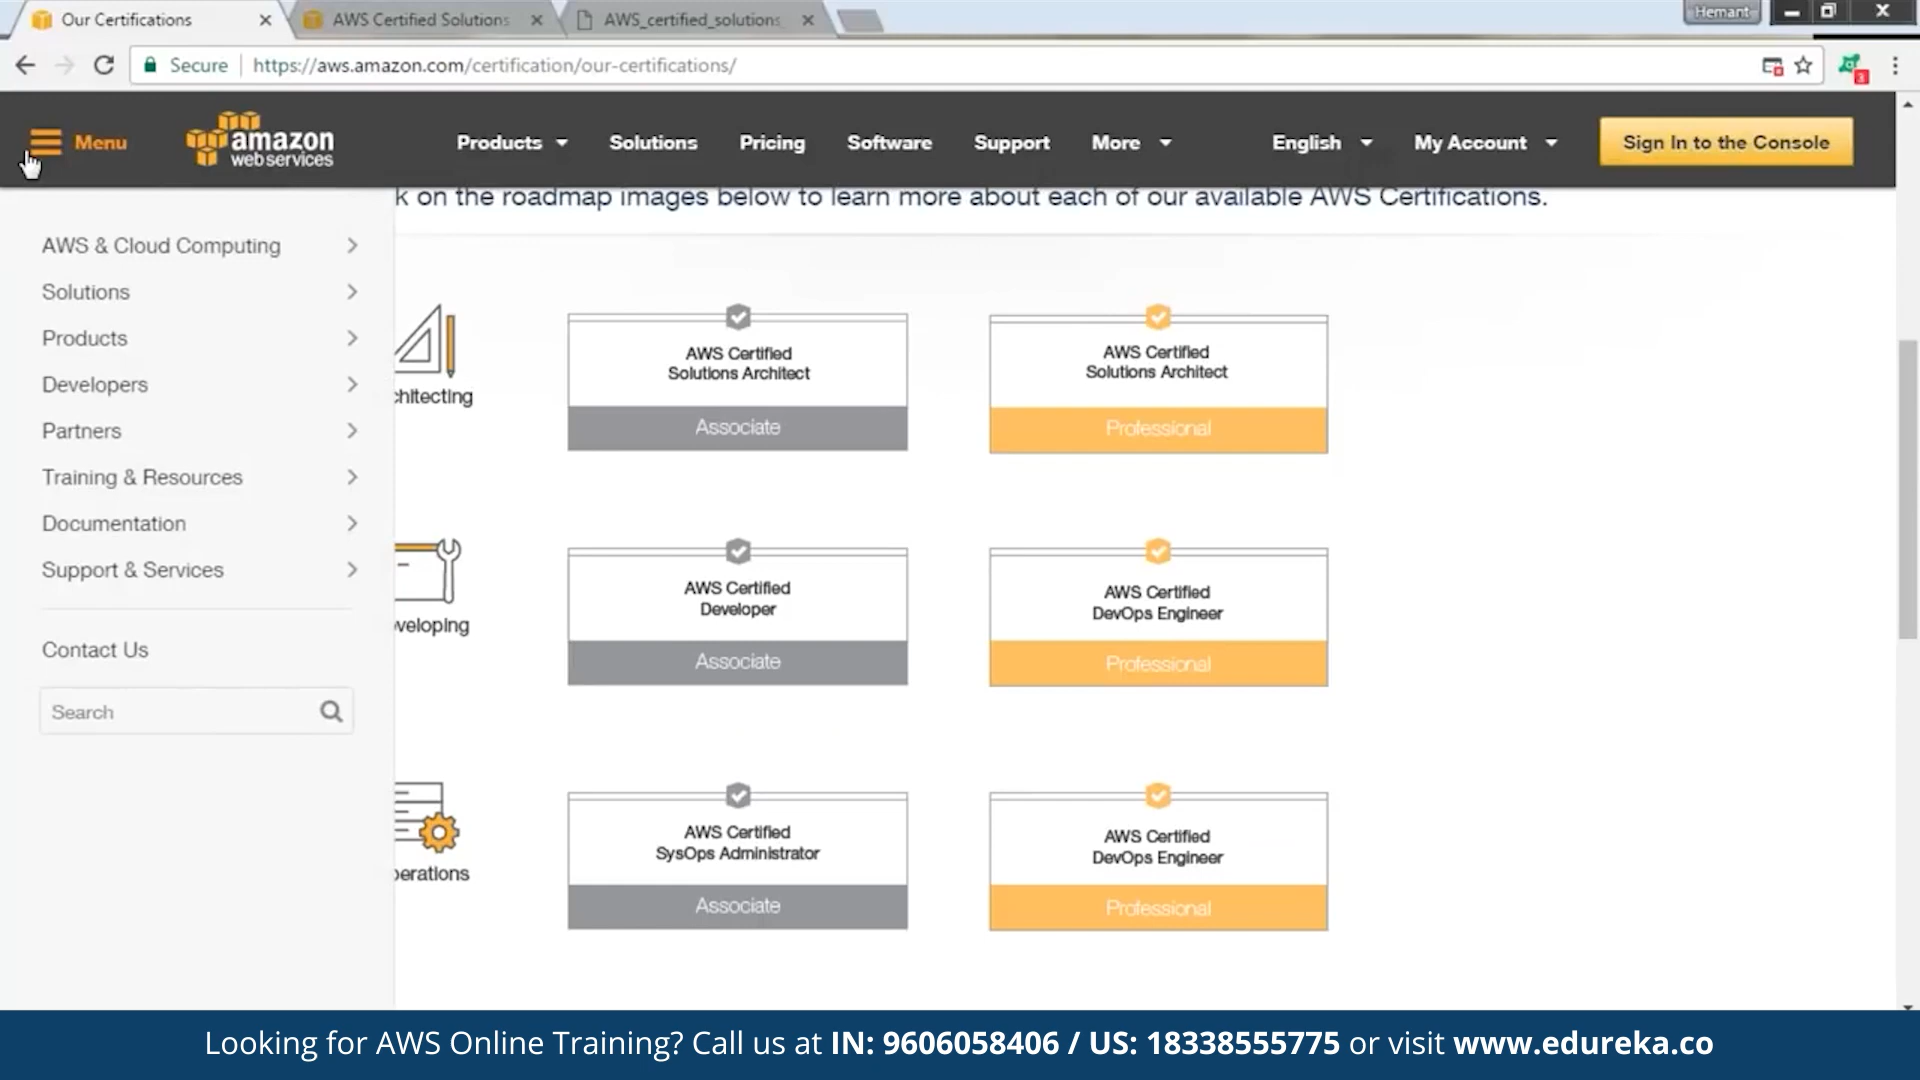 Our Certifications
AWS Certified Solutions
AWS_certified_solutions
Hemant
Secure
https://aws.amazon.com/certification/our-certifications/
3
Menu
amazon
web services
Products
Solutions
Pricing
Software
Support
More
English
My Account
Sign In to the Console
k on the roadmap images below to learn more about each of our available AWS Certifications.
AWS & Cloud Computing
Solutions
Products
Developers
Partners
Training & Resources
Documentation
Support & Services
Contact Us
Search
chitecting
AWS Certified
Solutions Architect
Associate
AWS Certified
Solutions Architect
Professional
veloping
AWS Certified
Developer
Associate
AWS Certified
DevOps Engineer
Professional
perations
AWS Certified
SysOps Administrator
Associate
AWS Certified
DevOps Engineer
Professional
Looking for AWS Online Training? Call us at IN: 9606058406 / US: 18338555775 or visit www.edureka.co